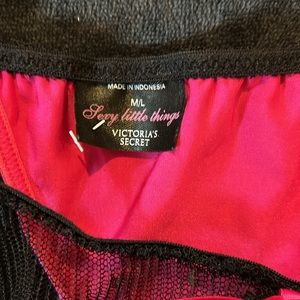 MADE IN INDONESIA
M/L
Sexy little things
VICTORIA'S
SECRET